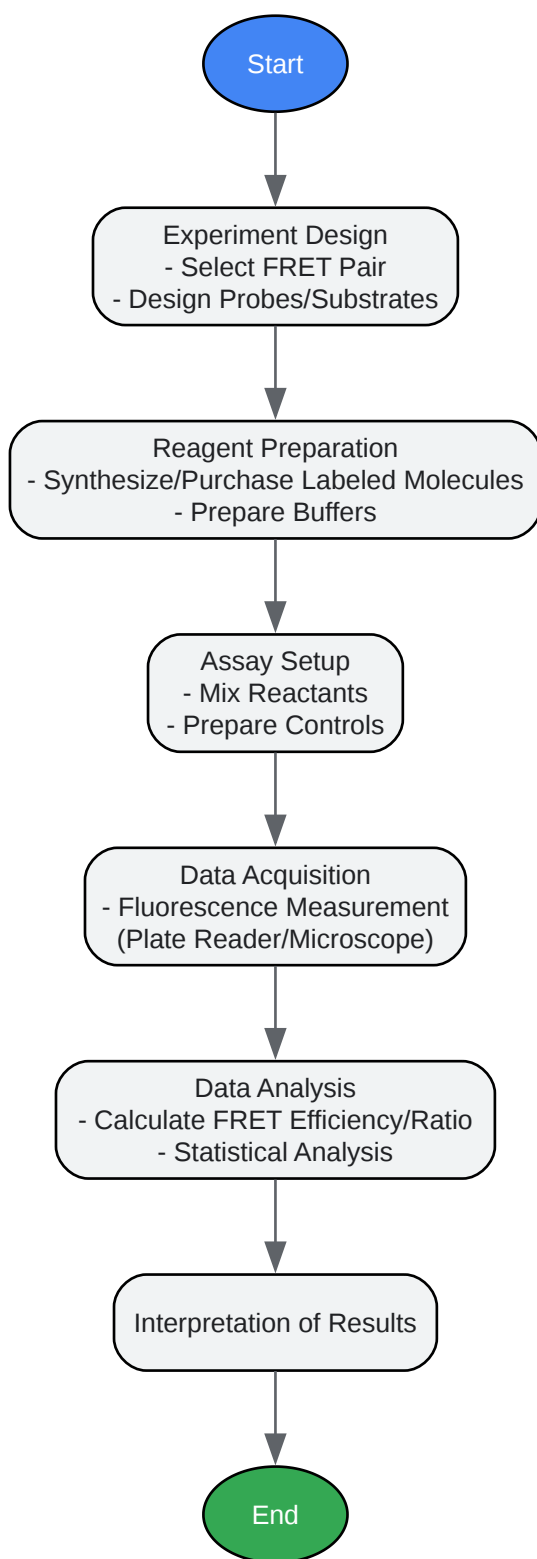 Start
Experiment Design
- Select FRET Pair
- Design Probes/Substrates
Reagent Preparation
- Synthesize/Purchase Labeled Molecules
- Prepare Buffers
Assay Setup
- Mix Reactants
- Prepare Controls
Data Acquisition
- Fluorescence Measurement
(Plate Reader/Microscope)
Data Analysis
- Calculate FRET Efficiency/Ratio
- Statistical Analysis
Interpretation of Results
End